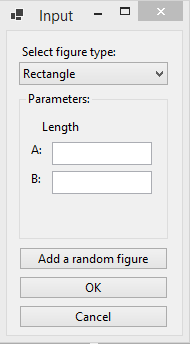 Input
Select figure type:
Rectangle
Parameters:
Length
A:
B:
Add a random figure
OK
Cancel